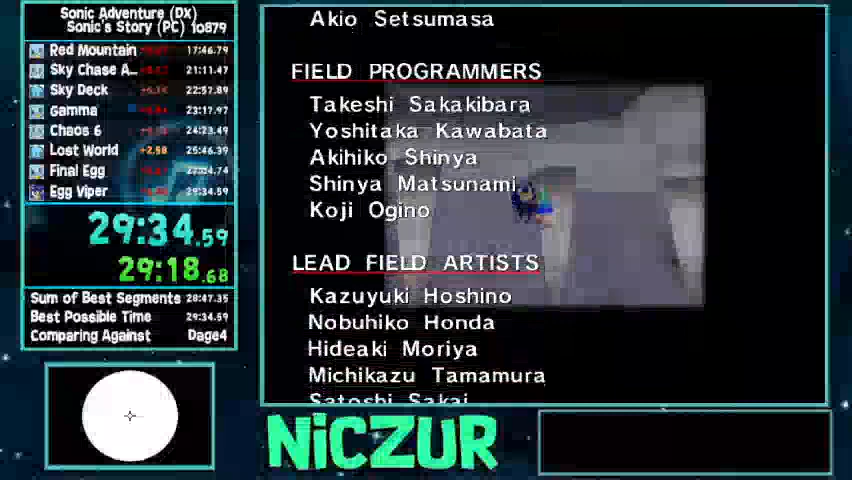 Sonic Adventure (DX)
Sonic's Story (PC) 10879
Red Mountain 17:46.79
Sky Chase A... 21:11.47
Sky Deck 22:57.89
Gamma 23:17.97
Chaos 6 24:23.49
Lost World +2.58 25:46.39
Final Egg
Egg Viper 29:34.59
29:34.59
29:18.68
Sum of Best Segments 28:47.35
Best Possible Time 29:34.59
Comparing Against Dage4
Akio Setsumasa
FIELD PROGRAMMERS
Takeshi Sakakibara
Yoshitaka Kawabata
Akihiko Shinya
Shinya Matsunami
Koji Ogino
LEAD FIELD ARTISTS
Kazuyuki Hoshino
Nobuhiko Honda
Hideaki Moriya
Michikazu Tamamura
Satoshi Sakai
NiCZUR